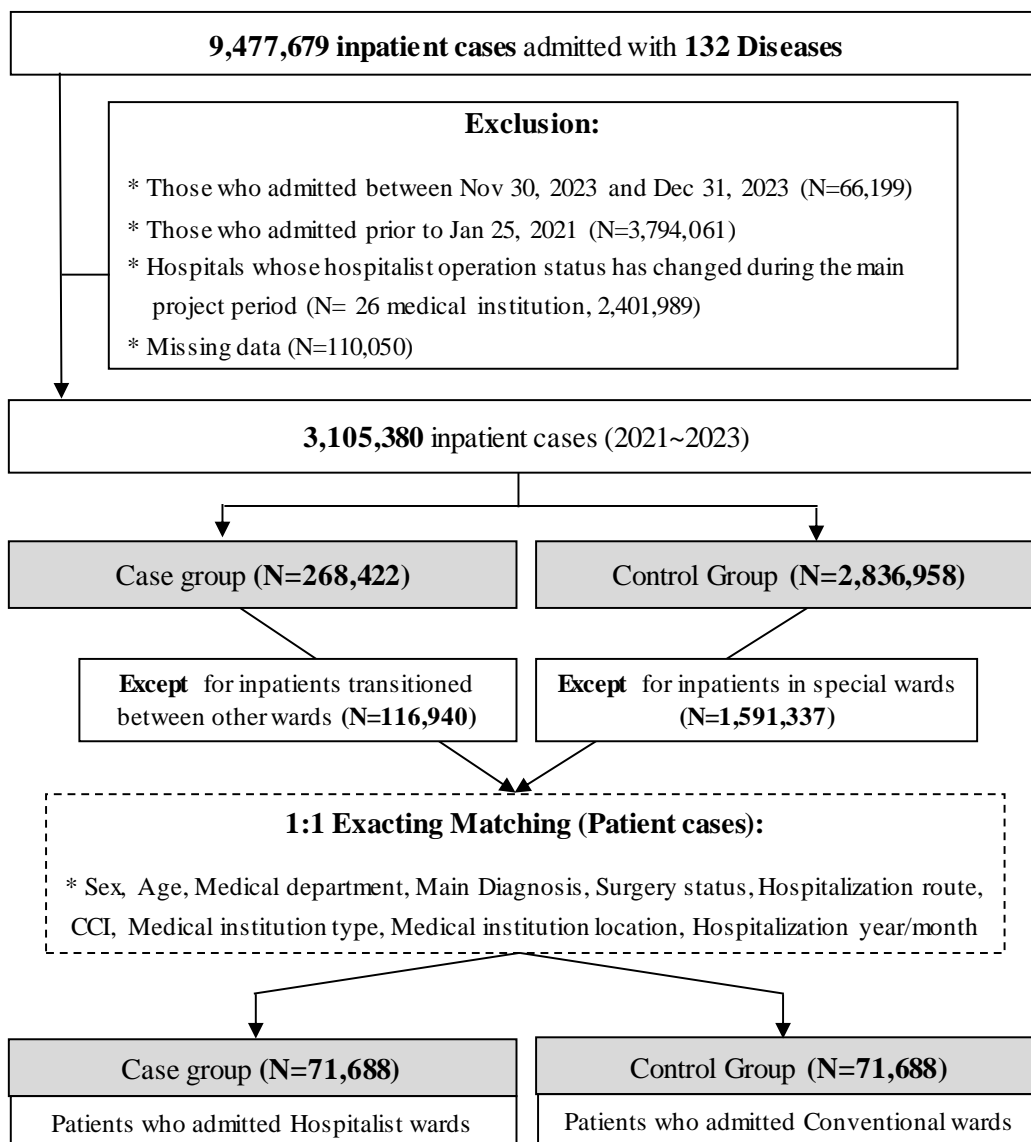 9,477,679 inpatient cases admitted with 132 Diseases
Exclusion:
* Those who admitted between Nov 30, 2023 and Dec 31, 2023 (N=66,199)
* Those who admitted prior to Jan 25, 2021 (N=3,794,061)
* Hospitals whose hospitalist operation status has changed during the main
project period (N= 26 medical institution, 2,401,989)
* Missing data (N=110,050)
3,105,380 inpatient cases (2021~2023)
Case group (N=268,422)
Control Group (N=2,836,958)
Except for inpatients transitioned
between other wards (N=116,940)
Except for inpatients in special wards
(N=1,591,337)
1:1 Exacting Matching (Patient cases):
* Sex, Age, Medical department, Main Diagnosis, Surgery status, Hospitalization route,
CCI, Medical institution type, Medical institution location, Hospitalization year/month
Case group (N=71,688)
Patients who admitted Hospitalist wards
Control Group (N=71,688)
Patients who admitted Conventional wards